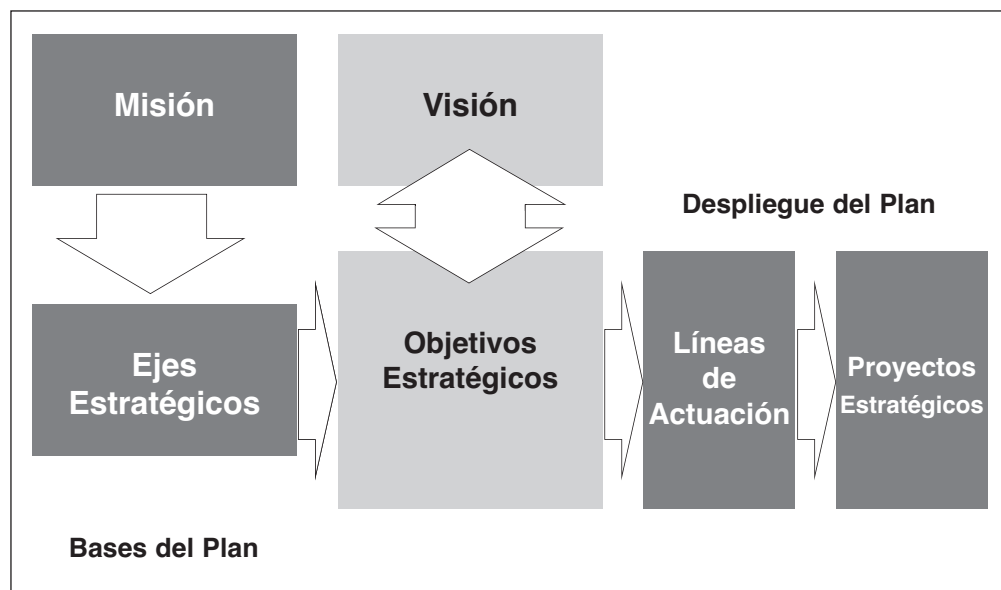 Misión
Visión
Despliegue del Plan
Ejes
Estratégicos
Objetivos
Estratégicos
Líneas
de
Actuación
Proyectos
Estratégicos
Bases del Plan